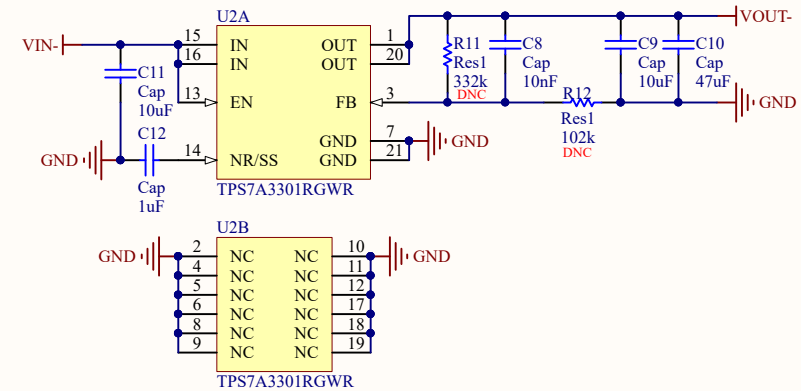 U2A
VIN-
15
IN
OUT
1
16
IN
OUT
20
13
EN
FB
3
GND
7
14
NR/SS
GND
21
TPS7A3301RGWR
C11
Cap
10uF
C12
Cap
1uF
GND
GND
R11
Res1
332k
DNC
C8
Cap
10nF
R12
Res1
102k
DNC
C9
Cap
10uF
C10
Cap
47uF
VOUT-
GND
U2B
GND
2
NC
NC
10
GND
4
NC
NC
11
5
NC
NC
12
6
NC
NC
17
8
NC
NC
18
9
NC
NC
19
TPS7A3301RGWR